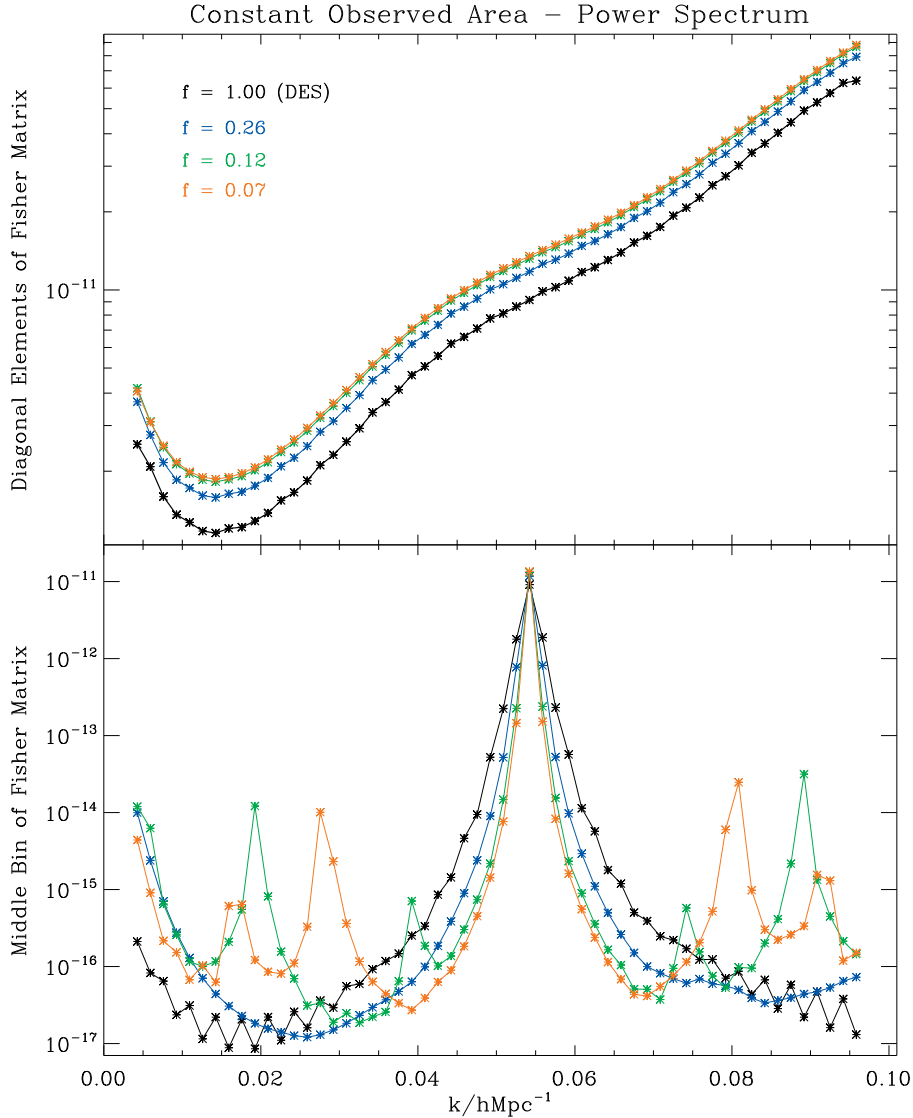 Constant Observed Area − Power Spectrum
Diagonal Elements of Fisher Matrix
f = 1.00 (DES)
f = 0.26
f = 0.12
f = 0.07
10⁻¹¹
Middle Bin of Fisher Matrix
10⁻¹¹
10⁻¹²
10⁻¹³
10⁻¹⁴
10⁻¹⁵
10⁻¹⁶
10⁻¹⁷
0.00 0.02 0.04 0.06 0.08 0.10
k/hMpc⁻¹